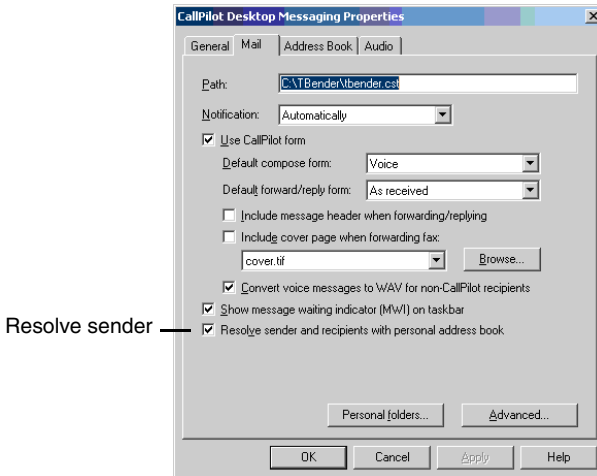 CallPilot Desktop Messaging Properties
General Mail Address Book Audio
Path: C:\TBender\tbender.cst
Notification: Automatically
Use CallPilot form
Default compose form: Voice
Default forward/reply form: As received
Include message header when forwarding/replying
Include cover page when forwarding fax:
cover.tif Browse...
Convert voice messages to WAV for non-CallPilot recipients
Show message waiting indicator (MWI) on taskbar
Resolve sender Resolve sender and recipients with personal address book
Personal folders... Advanced...
OK Cancel Apply Help